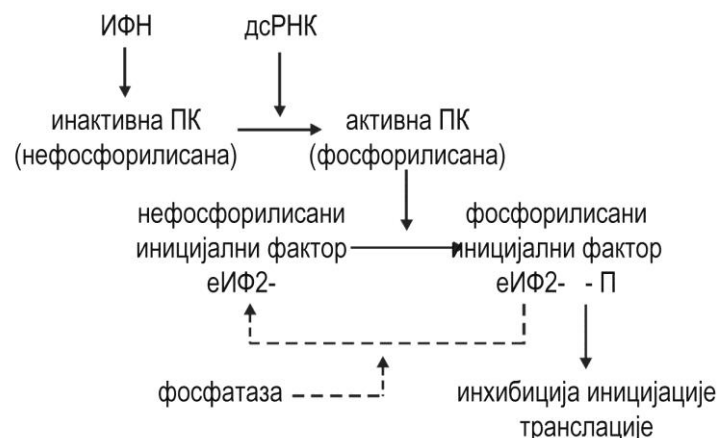 ИФН
дсРНК
инактивна ПК
(нефосфорилисана)
активна ПК
(фосфорилисана)
нефосфорилисани
иницијални фактор
еИФ2-
фосфорилисани
иницијални фактор
еИФ2- - П
фосфатаза
инхибиција иницијације
транслације